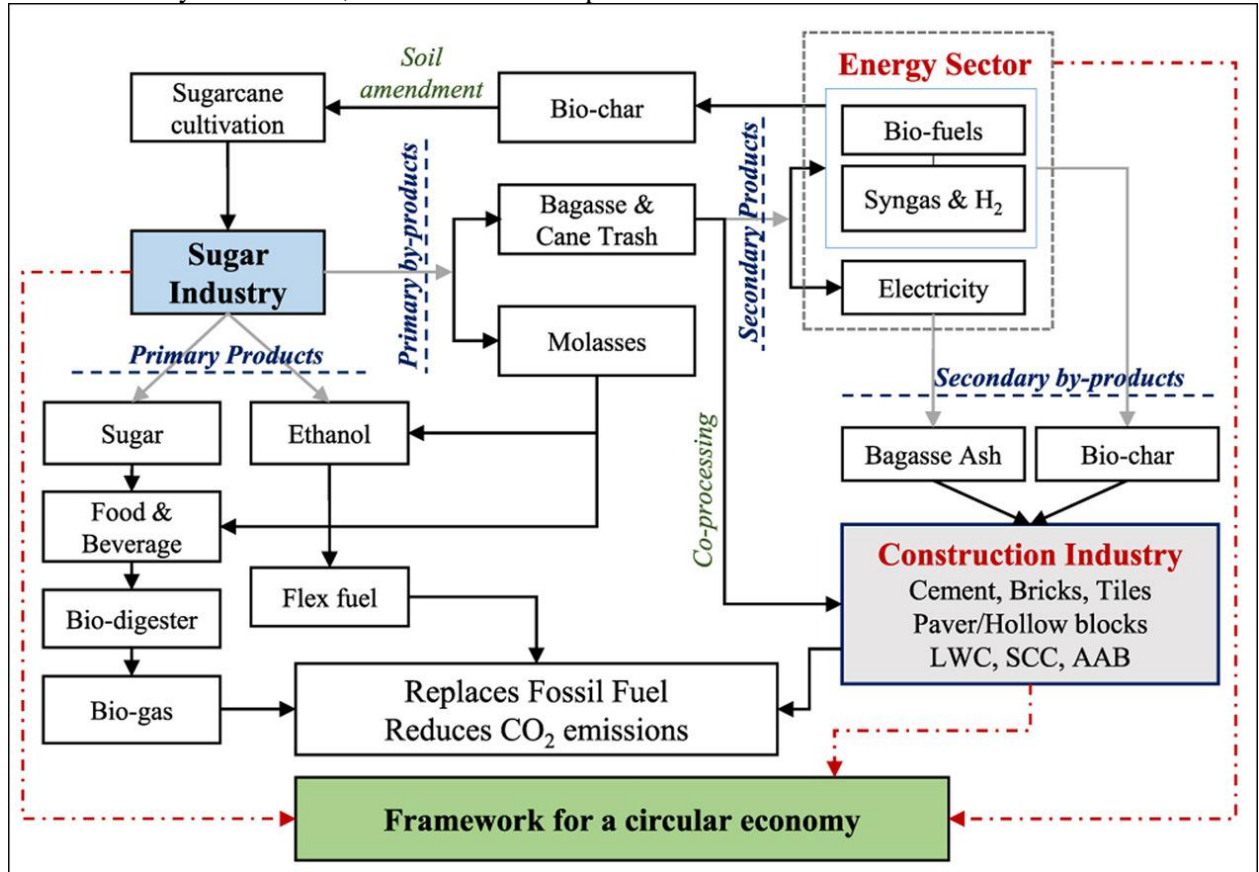 Soil
amendment
Energy Sector
Sugarcane
cultivation
Bio-char
Bio-fuels
Syngas & H₂
Electricity
Primary by-products
Bagasse &
Cane Trash
Secondary Products
Sugar
Industry
Molasses
Primary Products
Secondary by-products
Sugar
Ethanol
Co-processing
Bagasse Ash
Bio-char
Food &
Beverage
Construction Industry
Cement, Bricks, Tiles
Paver/Hollow blocks
LWC, SCC, AAB
Flex fuel
Bio-digester
Bio-gas
Replaces Fossil Fuel
Reduces CO₂ emissions
Framework for a circular economy